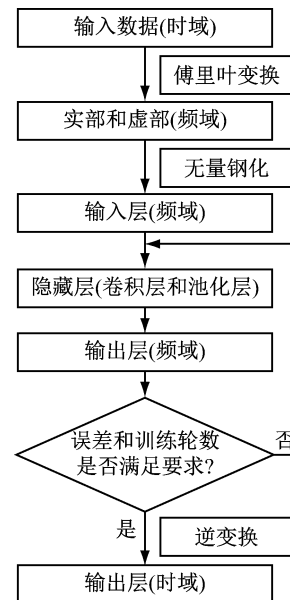 输入数据(时域)
傅里叶变换
实部和虚部(频域)
无量钢化
输入层(频域)
隐藏层(卷积层和池化层)
输出层(频域)
误差和训练轮数
是否满足要求?
否
是
逆变换
输出层(时域)